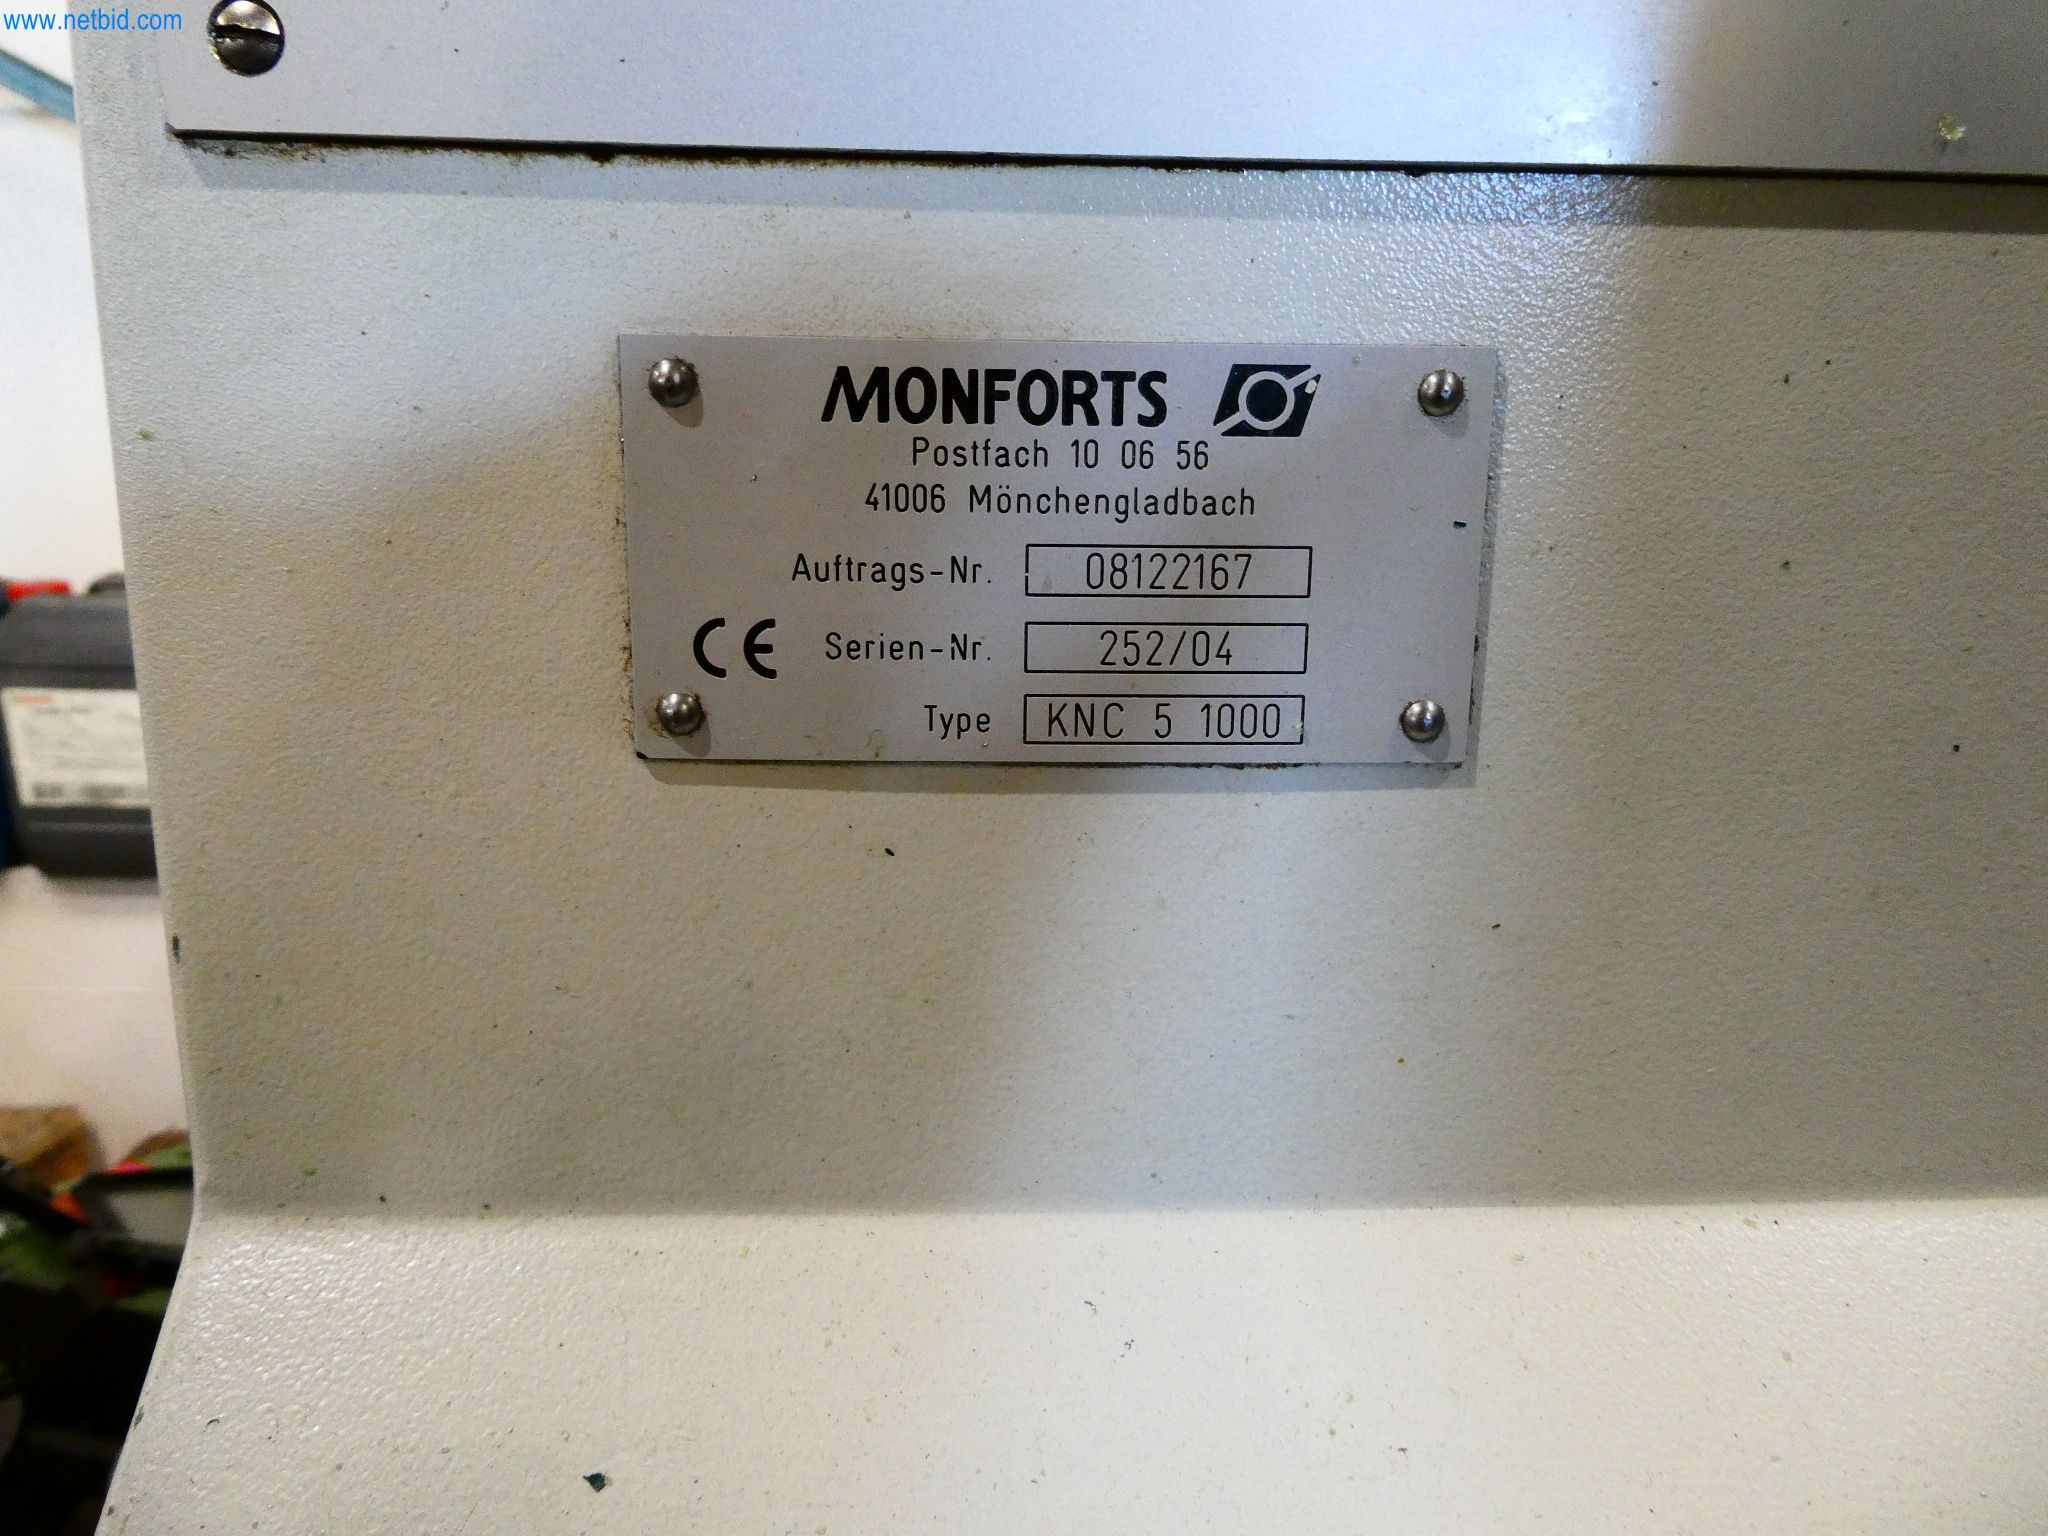 www.netbid.com
MONFORTS
Postfach 10 06 56
41006 Mönchengladbach
Auftrags-Nr. 08122167
CE Serien-Nr. 252/04
Type KNC 5 1000